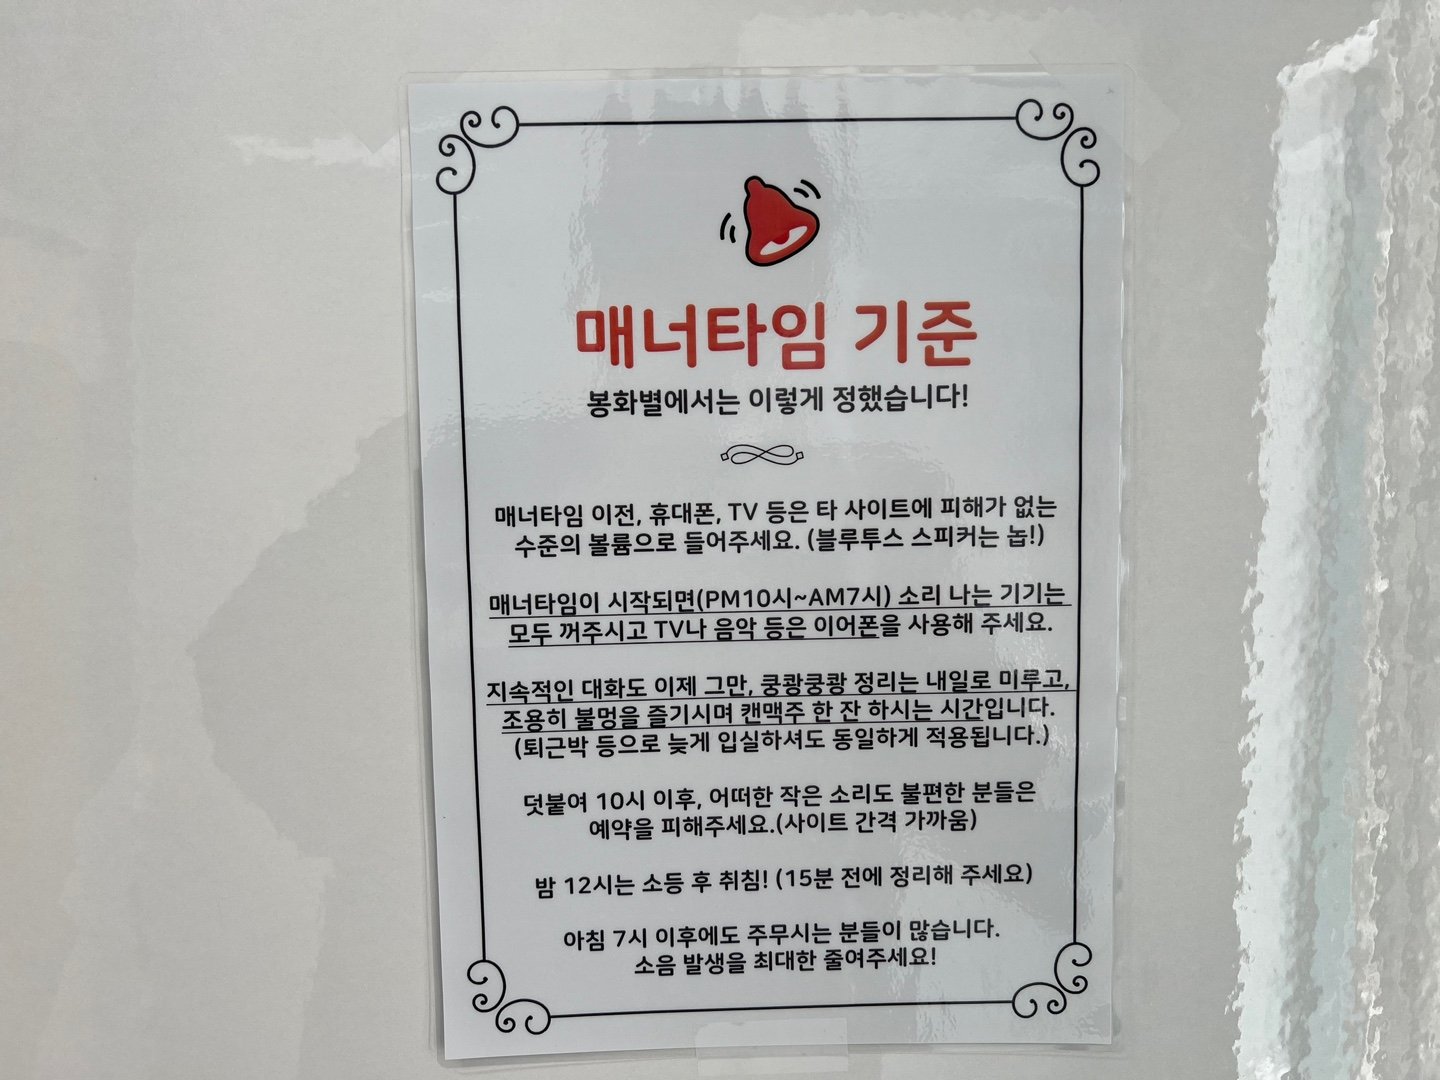 매너타임 기준
봉화별에서는 이렇게 정했습니다!
매너타임 이전, 휴대폰, TV 등은 타 사이트에 피해가 없는
수준의 볼륨으로 들어주세요. (블루투스 스피커는 놉!)
매너타임이 시작되면(PM10시~AM7시) 소리 나는 기기는
모두 꺼주시고 TV나 음악 등은 이어폰을 사용해 주세요.
지속적인 대화도 이제 그만, 쿵쾅쿵쾅 정리는 내일로 미루고,
조용히 불멍을 즐기시며 캔맥주 한 잔 하시는 시간입니다.
(퇴근박 등으로 늦게 입실하셔도 동일하게 적용됩니다.)
덧붙여 10시 이후, 어떠한 작은 소리도 불편한 분들은
예약을 피해주세요.(사이트 간격 가까움)
밤 12시는 소등 후 취침! (15분 전에 정리해 주세요)
아침 7시 이후에도 주무시는 분들이 많습니다.
소음 발생을 최대한 줄여주세요!